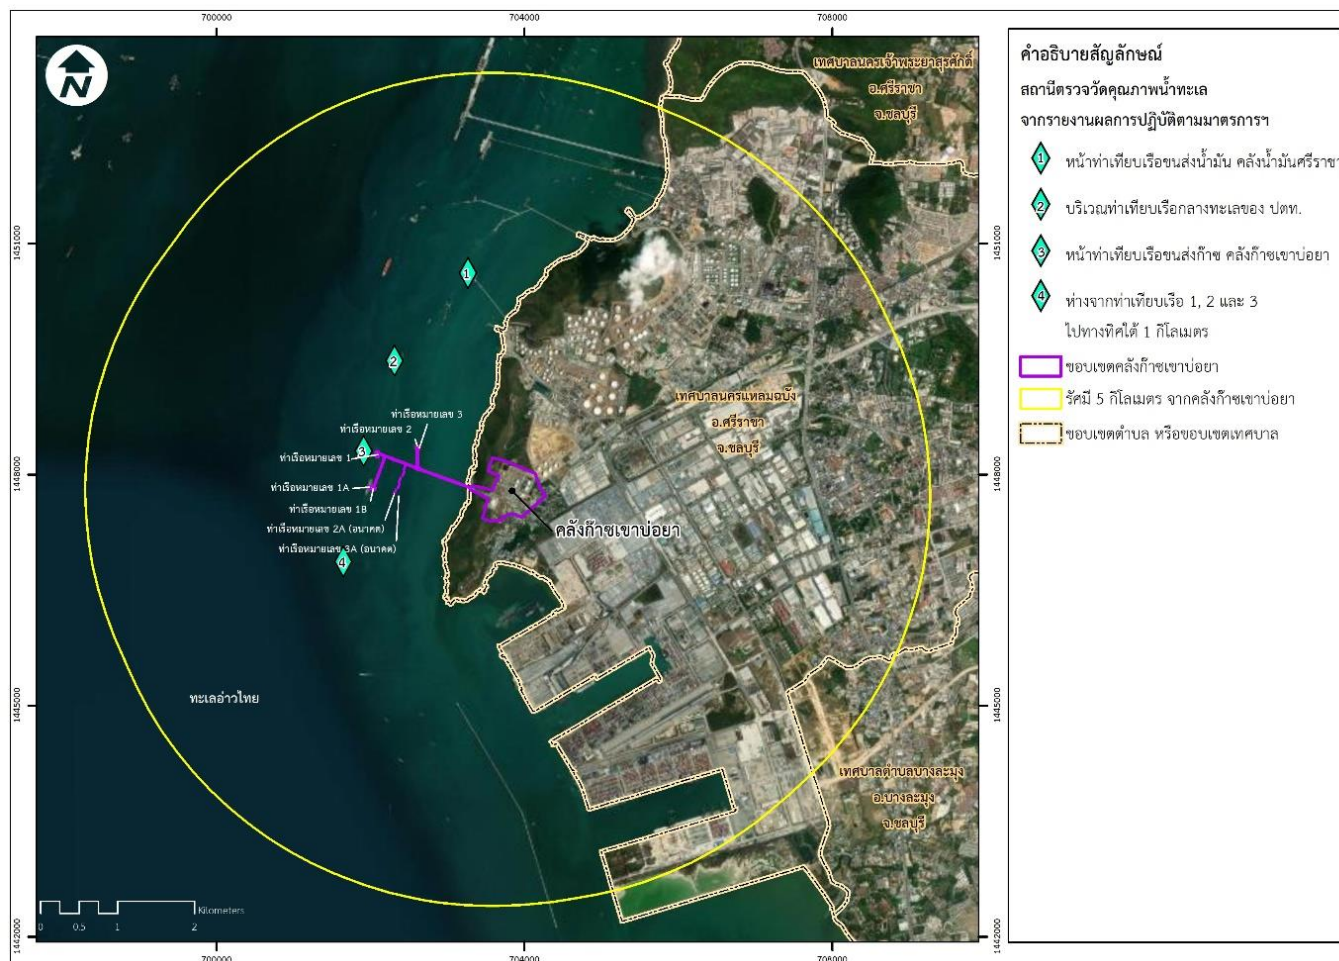 700000
704000
708000
N
เทศบาลนครเจ้าพระยาสุรศักดิ์
อ.ศรีราชา
จ.ชลบุรี
1451000
1451000
1
2
ท่าเรือหมายเลข 3
ท่าเรือหมายเลข 2
3
ท่าเรือหมายเลข 1
เทศบาลนครแหลมฉบัง
อ.ศรีราชา
จ.ชลบุรี
1448000
1448000
ท่าเรือหมายเลข 1A
ท่าเรือหมายเลข 1B
ท่าเรือหมายเลข 2A (อนาคต)
ท่าเรือหมายเลข 3A (อนาคต)
คลังก๊าซเขาบ่อยา
4
ทะเลอ่าวไทย
1445000
1445000
เทศบาลตำบลบางละมุง
อ.บางละมุง
จ.ชลบุรี
Kilometers
0 0.5 1 2
1442000
1442000
700000
704000
708000
คำอธิบายสัญลักษณ์
สถานีตรวจวัดคุณภาพน้ำทะเล
จากรายงานผลการปฏิบัติตามมาตรการฯ
1 หน้าท่าเทียบเรือขนส่งน้ำมัน คลังน้ำมันศรีราชา
2 บริเวณท่าเทียบเรือกลางทะเลของ ปตท.
3 หน้าท่าเทียบเรือขนส่งก๊าซ คลังก๊าซเขาบ่อยา
4 ห่างจากท่าเทียบเรือ 1, 2 และ 3
ไปทางทิศใต้ 1 กิโลเมตร
ขอบเขตคลังก๊าซเขาบ่อยา
รัศมี 5 กิโลเมตร จากคลังก๊าซเขาบ่อยา
ขอบเขตตำบล หรือขอบเขตเทศบาล